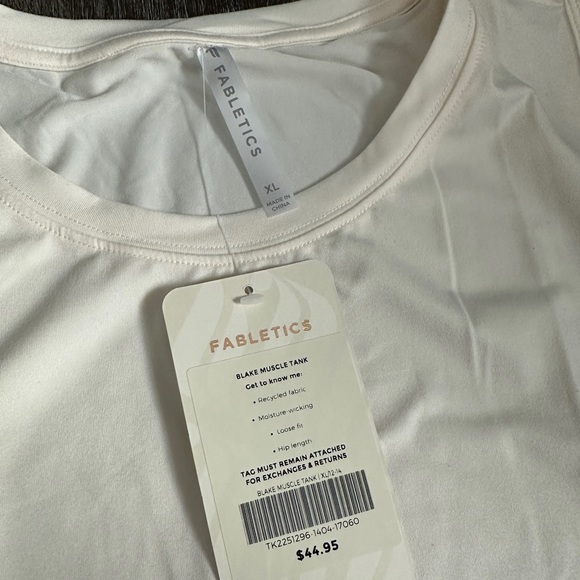 FABLETICS
XL
MADE IN
CHINA
FABLETICS
BLAKE MUSCLE TANK
Get to know me:
• Recycled fabric
• Moisture-wicking
• Loose fit
• Hip length
TAG MUST REMAIN ATTACHED
FOR EXCHANGES & RETURNS
BLAKE MUSCLE TANK | XL/12-14
TK2251296-1404-17060
$44.95